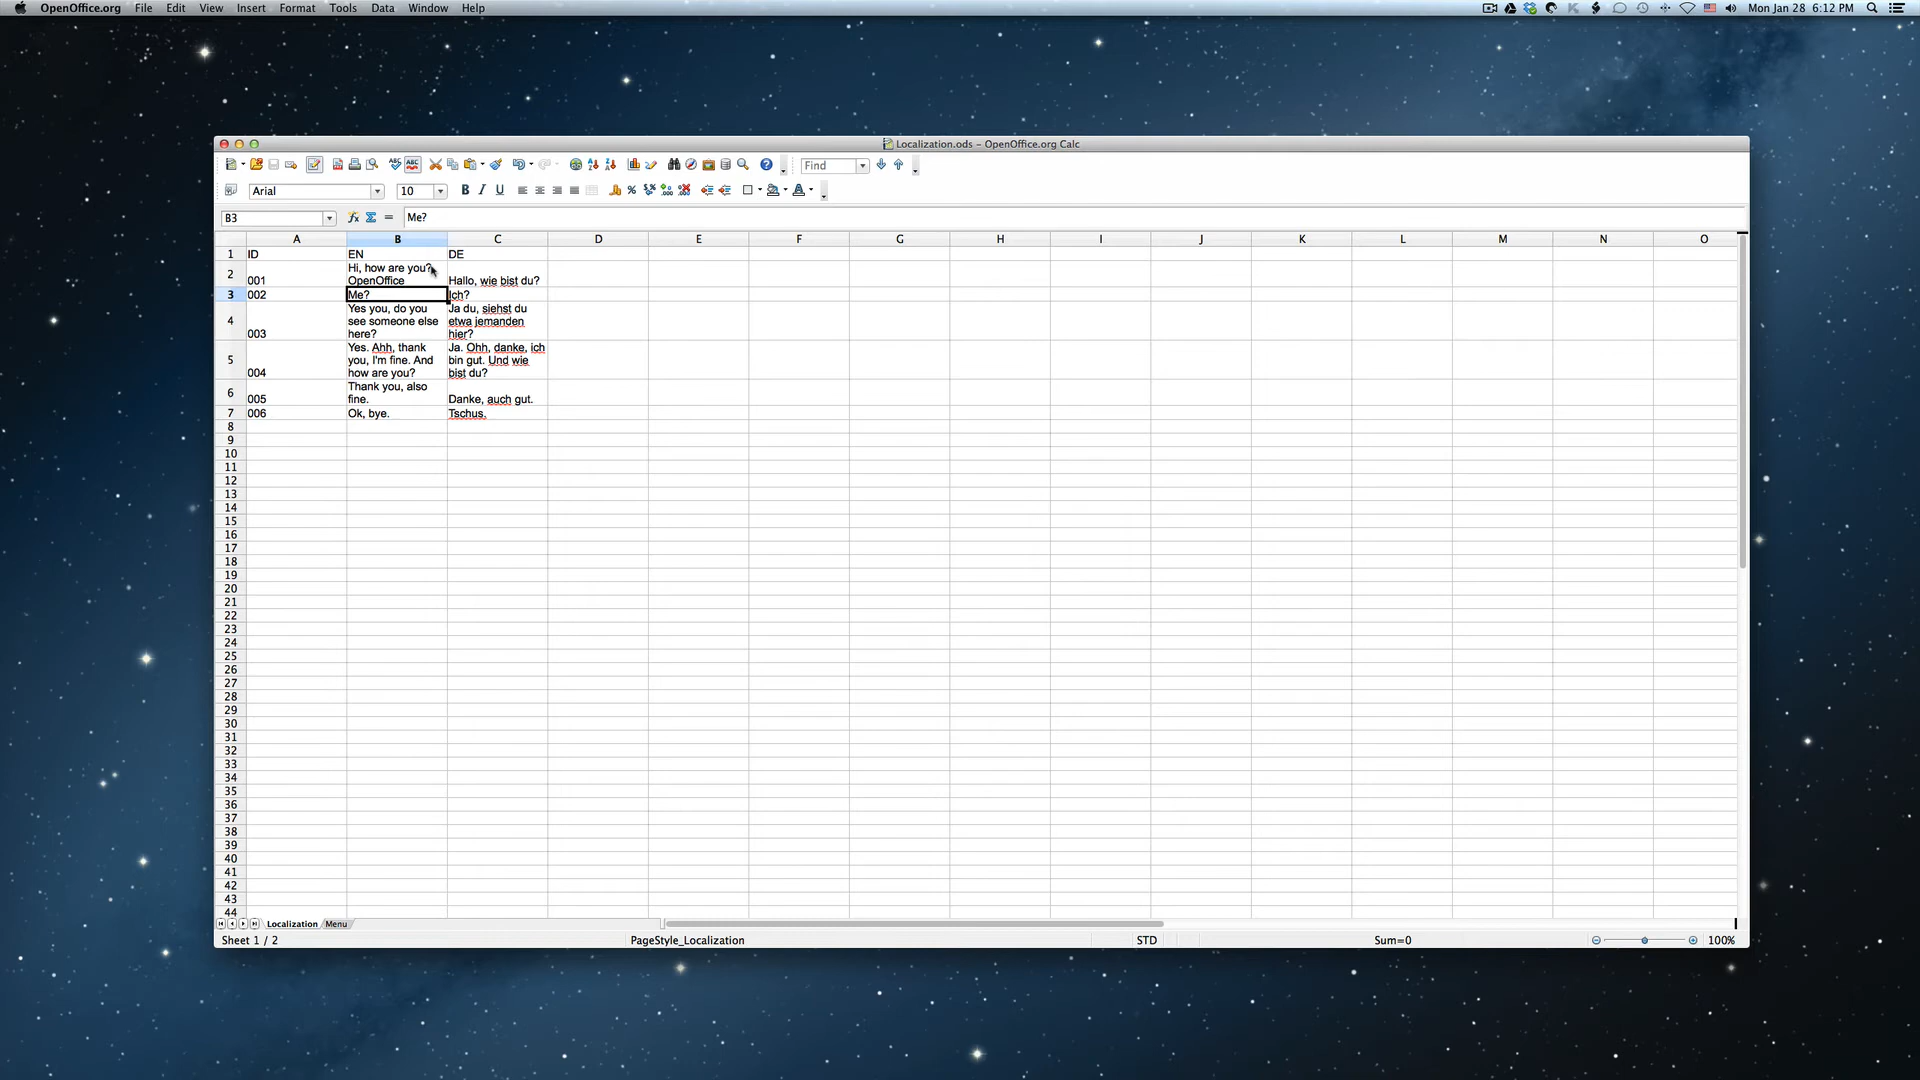 OpenOffice.org File Edit View Insert Format Tools Data Window Help Mon Jan 28 6:12 PM
Localization.ods – OpenOffice.org Calc
Find
Arial 10
B3 Me?
A B C D E F G H I J K L M N O
1 ID EN DE
2 001 Hi, how are you? OpenOffice Hallo, wie bist du?
3 002 Me? Ich?
4 003 Yes you, do you see someone else here? Ja du, siehst du etwa jemanden hier?
5 004 Yes. Ahh, thank you, I'm fine. And how are you? Ja. Ohh, danke, ich bin gut. Und wie bist du?
6 005 Thank you, also fine. Danke, auch gut.
7 006 Ok, bye. Tschus.
8
9
10
11
12
13
14
15
16
17
18
19
20
21
22
23
24
25
26
27
28
29
30
31
32
33
34
35
36
37
38
39
40
41
42
43
44
Localization Menu
Sheet 1 / 2 PageStyle_Localization STD Sum=0 100%